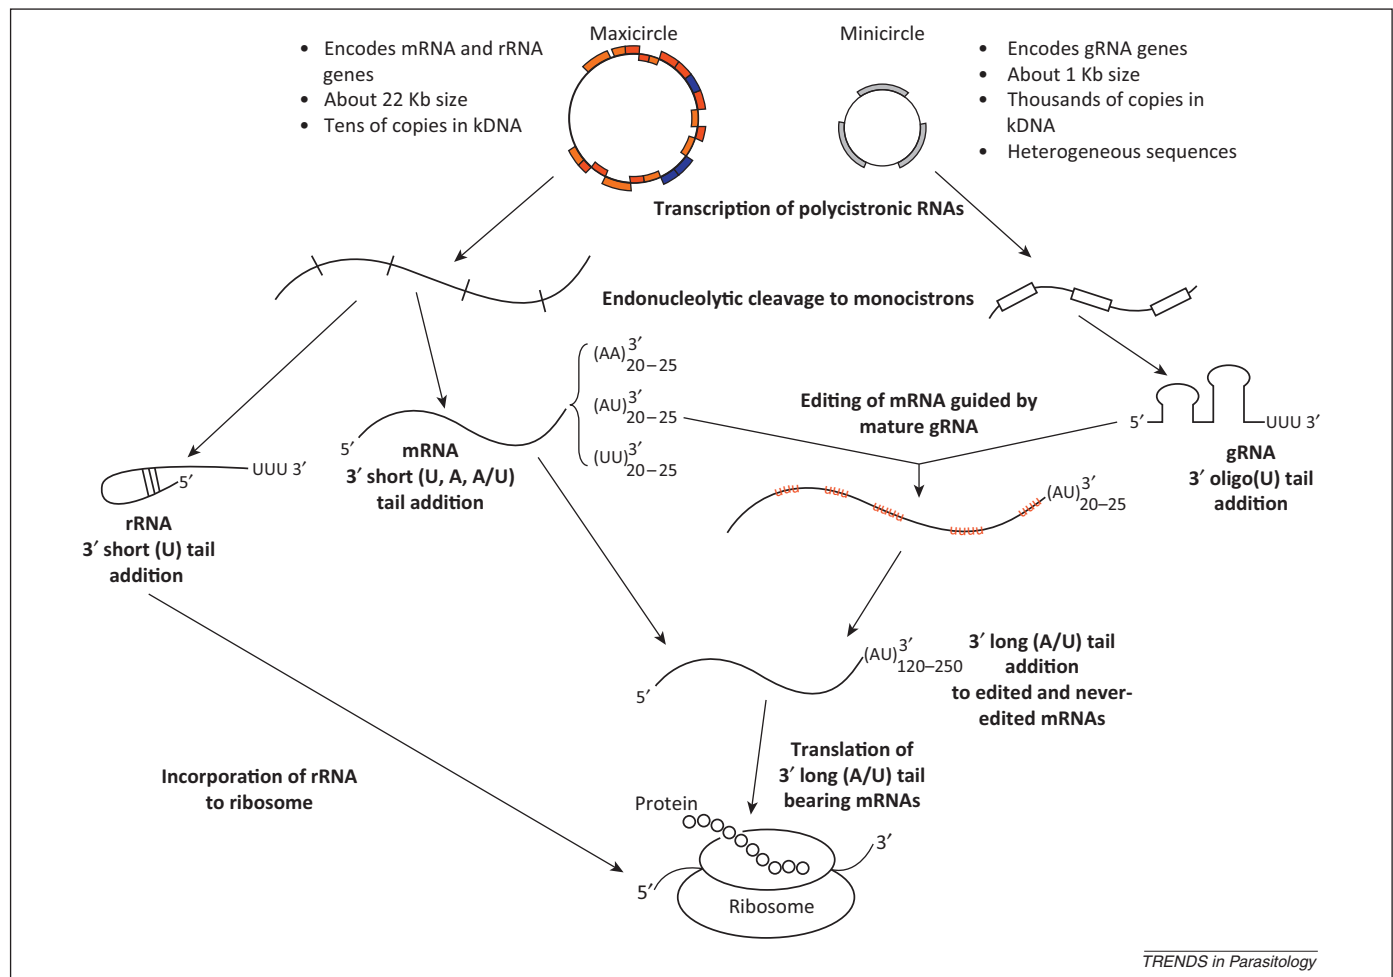 Maxicircle
• Encodes mRNA and rRNA
genes
• About 22 Kb size
• Tens of copies in kDNA
Minicircle
• Encodes gRNA genes
• About 1 Kb size
• Thousands of copies in
kDNA
• Heterogeneous sequences
Transcription of polycistronic RNAs
Endonucleolytic cleavage to monocistrons
(AA)3′20–25
(AU)3′20–25
(UU)3′20–25
5′
mRNA
3′ short (U, A, A/U)
tail addition
Editing of mRNA guided by
mature gRNA
5′
UUU 3′
gRNA
3′ oligo(U) tail
addition
UUU 3′
5′
rRNA
3′ short (U) tail
addition
uuu
uuu
uuuu
uuuu
uuu
(AU)3′20–25
5′
(AU)3′120–250
3′ long (A/U) tail
addition
to edited and never-
edited mRNAs
Incorporation of rRNA
to ribosome
Translation of
3′ long (A/U) tail
bearing mRNAs
Protein
3′
5′
Ribosome
TRENDS in Parasitology